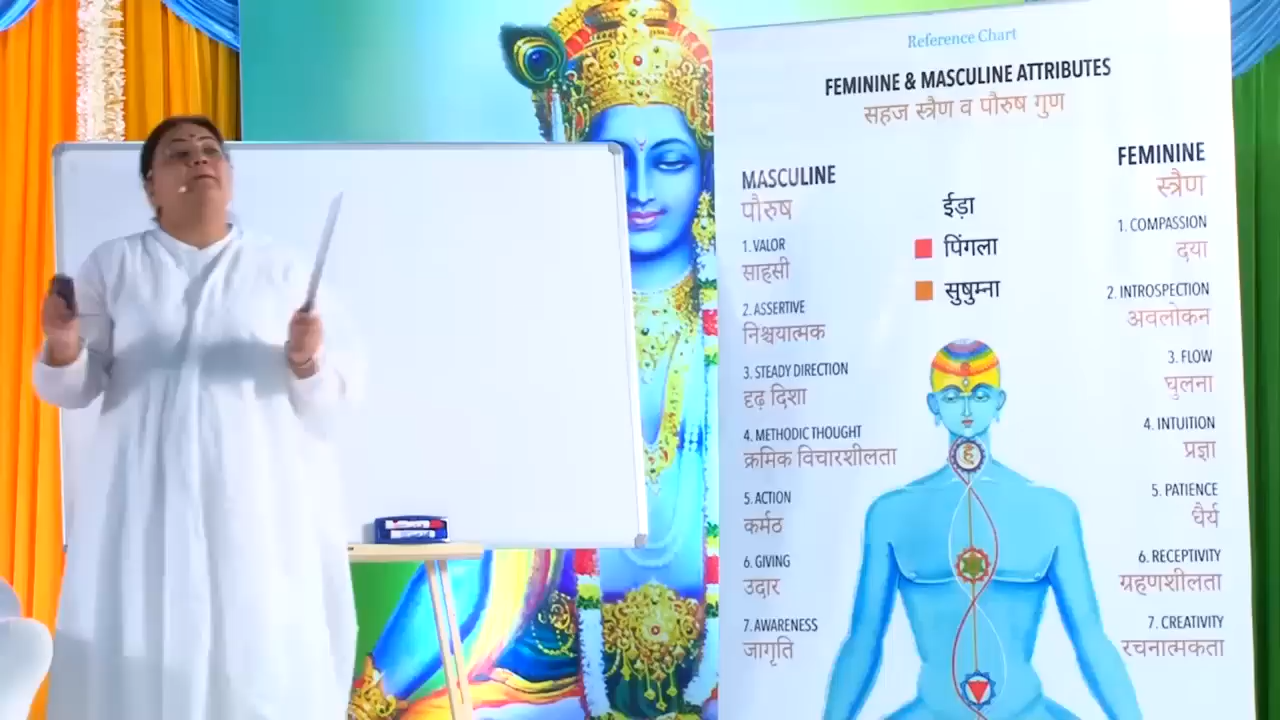 Reference Chart
FEMININE & MASCULINE ATTRIBUTES
सहज स्त्रैण व पौरुष गुण
MASCULINE
पौरुष
1. VALOR
साहसी
2. ASSERTIVE
निश्चयात्मक
3. STEADY DIRECTION
दृढ़ दिशा
4. METHODIC THOUGHT
क्रमिक विचारशीलता
5. ACTION
कर्मठ
6. GIVING
उदार
7. AWARENESS
जागृति
ईड़ा
पिंगला
सुषुम्ना
हं
FEMININE
स्त्रैण
1. COMPASSION
दया
2. INTROSPECTION
अवलोकन
3. FLOW
घुलना
4. INTUITION
प्रज्ञा
5. PATIENCE
धैर्य
6. RECEPTIVITY
ग्रहणशीलता
7. CREATIVITY
रचनात्मकता